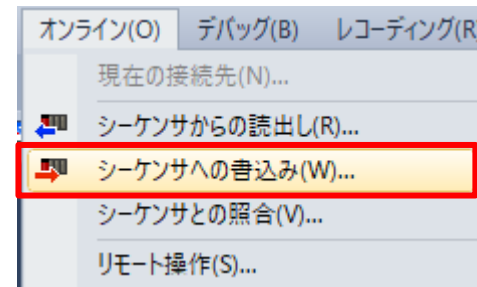 オンライン(O) デバッグ(B) レコーディング(R
現在の接続先(N)...
シーケンサからの読出し(R)...
シーケンサへの書込み(W)...
シーケンサとの照合(V)...
リモート操作(S)...